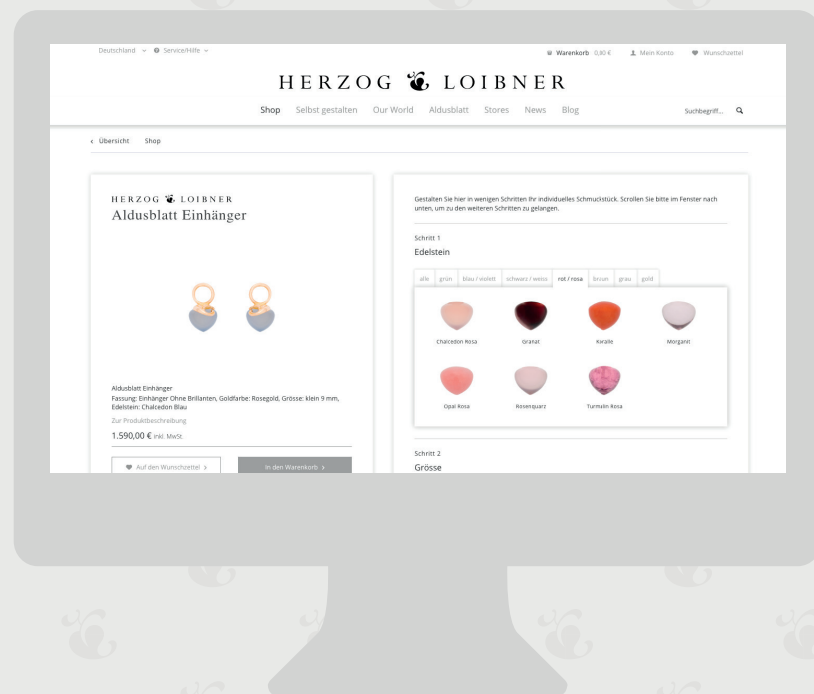 Deutschland
Service/Hilfe
Warenkorb 0,00 €
Mein Konto
Wunschzettel
HERZOG LOIBNER
Shop Selbst gestalten Our World Aldusblatt Stores News Blog
Suchbegriff...
Übersicht Shop
HERZOG LOIBNER
Aldusblatt Einhänger
Aldusblatt Einhänger
Fassung: Einhänger Ohne Brillanten, Goldfarbe: Rosegold, Grösse: klein 9 mm,
Edelstein: Chalcedon Blau
Zur Produktbeschreibung
1.590,00 € inkl. MwSt
Auf den Wunschzettel
In den Warenkorb
Gestalten Sie hier in wenigen Schritten Ihr individuelles Schmuckstück. Scrollen Sie bitte im Fenster nach
unten, um zu den weiteren Schritten zu gelangen.
Schritt 1
Edelstein
alle grün blau / violett schwarz / weiss rot / rosa braun grau gold
Chalcedon Rosa Granat Koralle Morganit
Opal Rosa Rosenquarz Turmalin Rosa
Schritt 2
Grösse